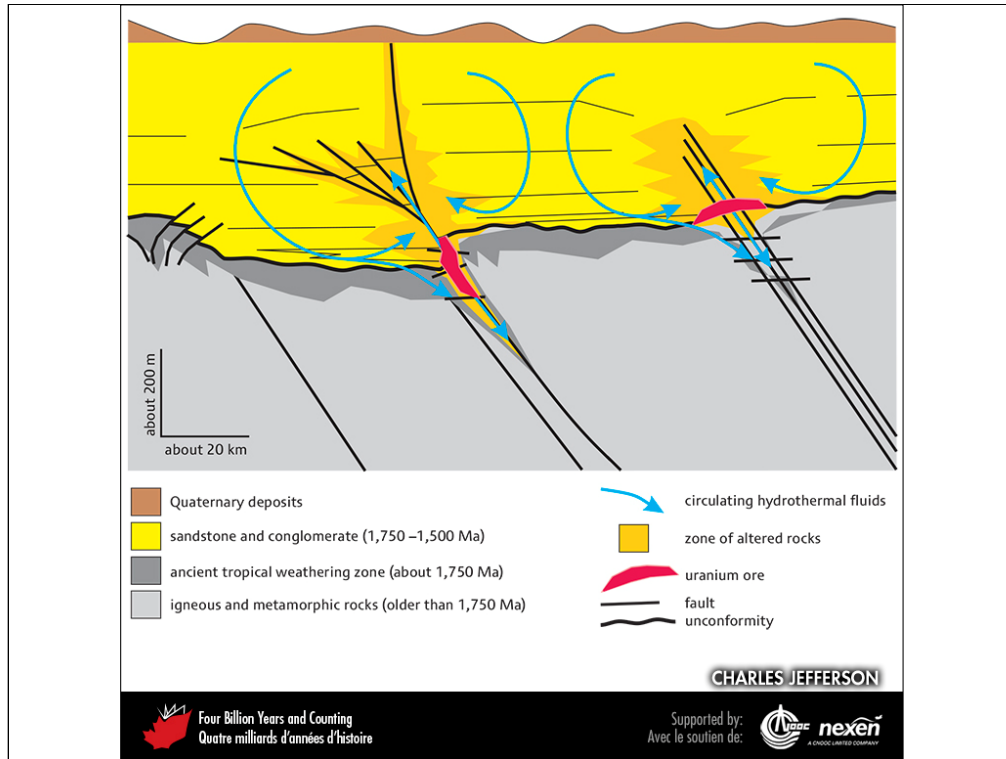 about 200 m
about 20 km
Quaternary deposits
sandstone and conglomerate (1,750 –1,500 Ma)
ancient tropical weathering zone (about 1,750 Ma)
igneous and metamorphic rocks (older than 1,750 Ma)
circulating hydrothermal fluids
zone of altered rocks
uranium ore
fault
unconformity
CHARLES JEFFERSON
Four Billion Years and Counting
Quatre milliards d'années d'histoire
Supported by:
Avec le soutien de:
nexen
A CNOOC LIMITED COMPANY